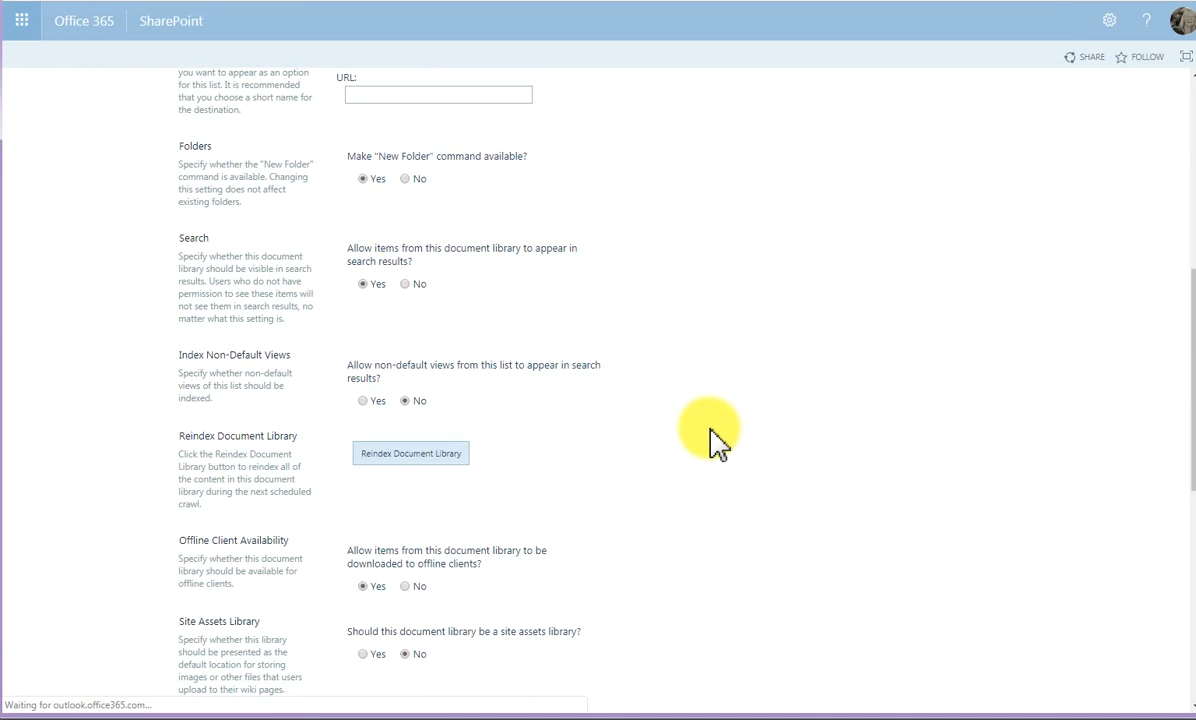 Office 365
SharePoint
?
SHARE
FOLLOW
you want to appear as an option
for this list. It is recommended
that you choose a short name for
the destination.
URL:
Folders
Specify whether the "New Folder"
command is available. Changing
this setting does not affect
existing folders.
Make "New Folder" command available?
Yes
No
Search
Specify whether this document
library should be visible in search
results. Users who do not have
permission to see these items will
not see them in search results, no
matter what this setting is.
Allow items from this document library to appear in
search results?
Yes
No
Index Non-Default Views
Specify whether non-default
views of this list should be
indexed.
Allow non-default views from this list to appear in search
results?
Yes
No
Reindex Document Library
Click the Reindex Document
Library button to reindex all of
the content in this document
library during the next scheduled
crawl.
Reindex Document Library
Offline Client Availability
Specify whether this document
library should be available for
offline clients.
Allow items from this document library to be
downloaded to offline clients?
Yes
No
Site Assets Library
Specify whether this library
should be presented as the
default location for storing
images or other files that users
upload to their wiki pages.
Should this document library be a site assets library?
Yes
No
Waiting for outlook.office365.com...